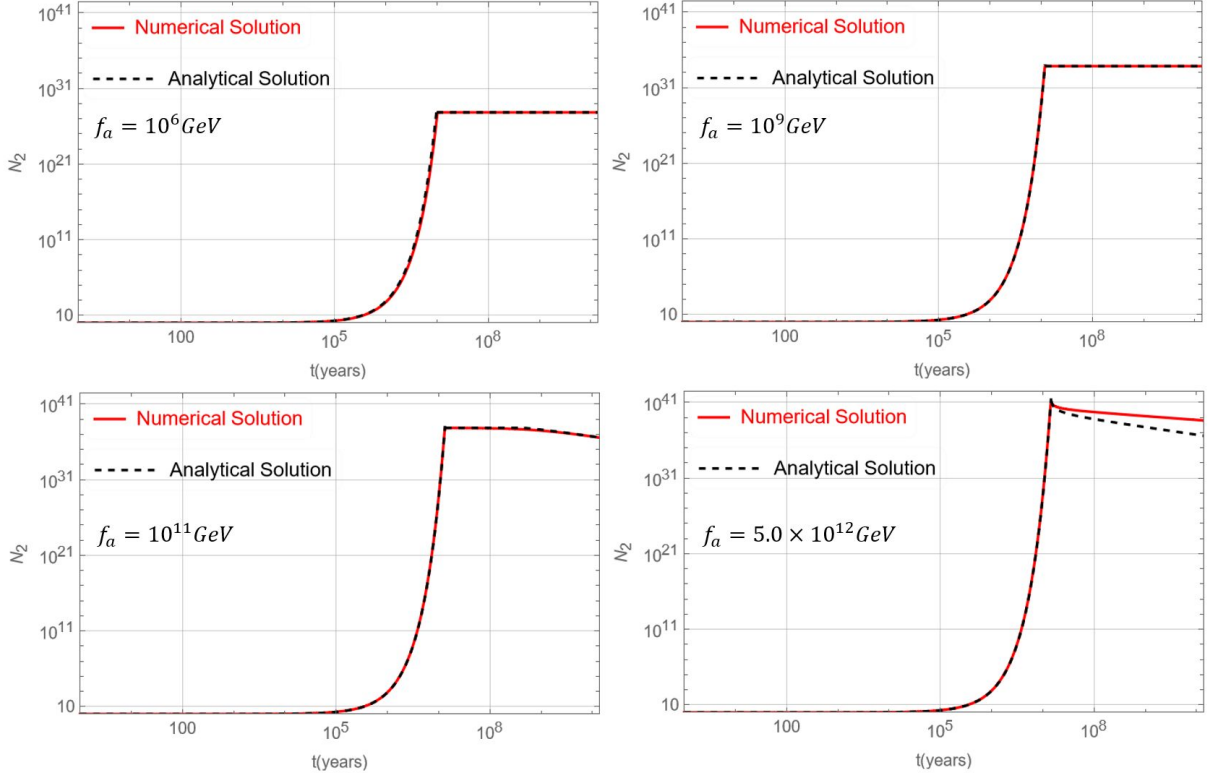 Numerical Solution
Analytical Solution
f_a = 10^6 GeV
N_2
10^41
10^31
10^21
10^11
10
100
10^5
10^8
t(years)
Numerical Solution
Analytical Solution
f_a = 10^9 GeV
N_2
10^41
10^31
10^21
10^11
10
100
10^5
10^8
t(years)
Numerical Solution
Analytical Solution
f_a = 10^11 GeV
N_2
10^41
10^31
10^21
10^11
10
100
10^5
10^8
t(years)
Numerical Solution
Analytical Solution
f_a = 5.0 × 10^12 GeV
N_2
10^41
10^31
10^21
10^11
10
100
10^5
10^8
t(years)